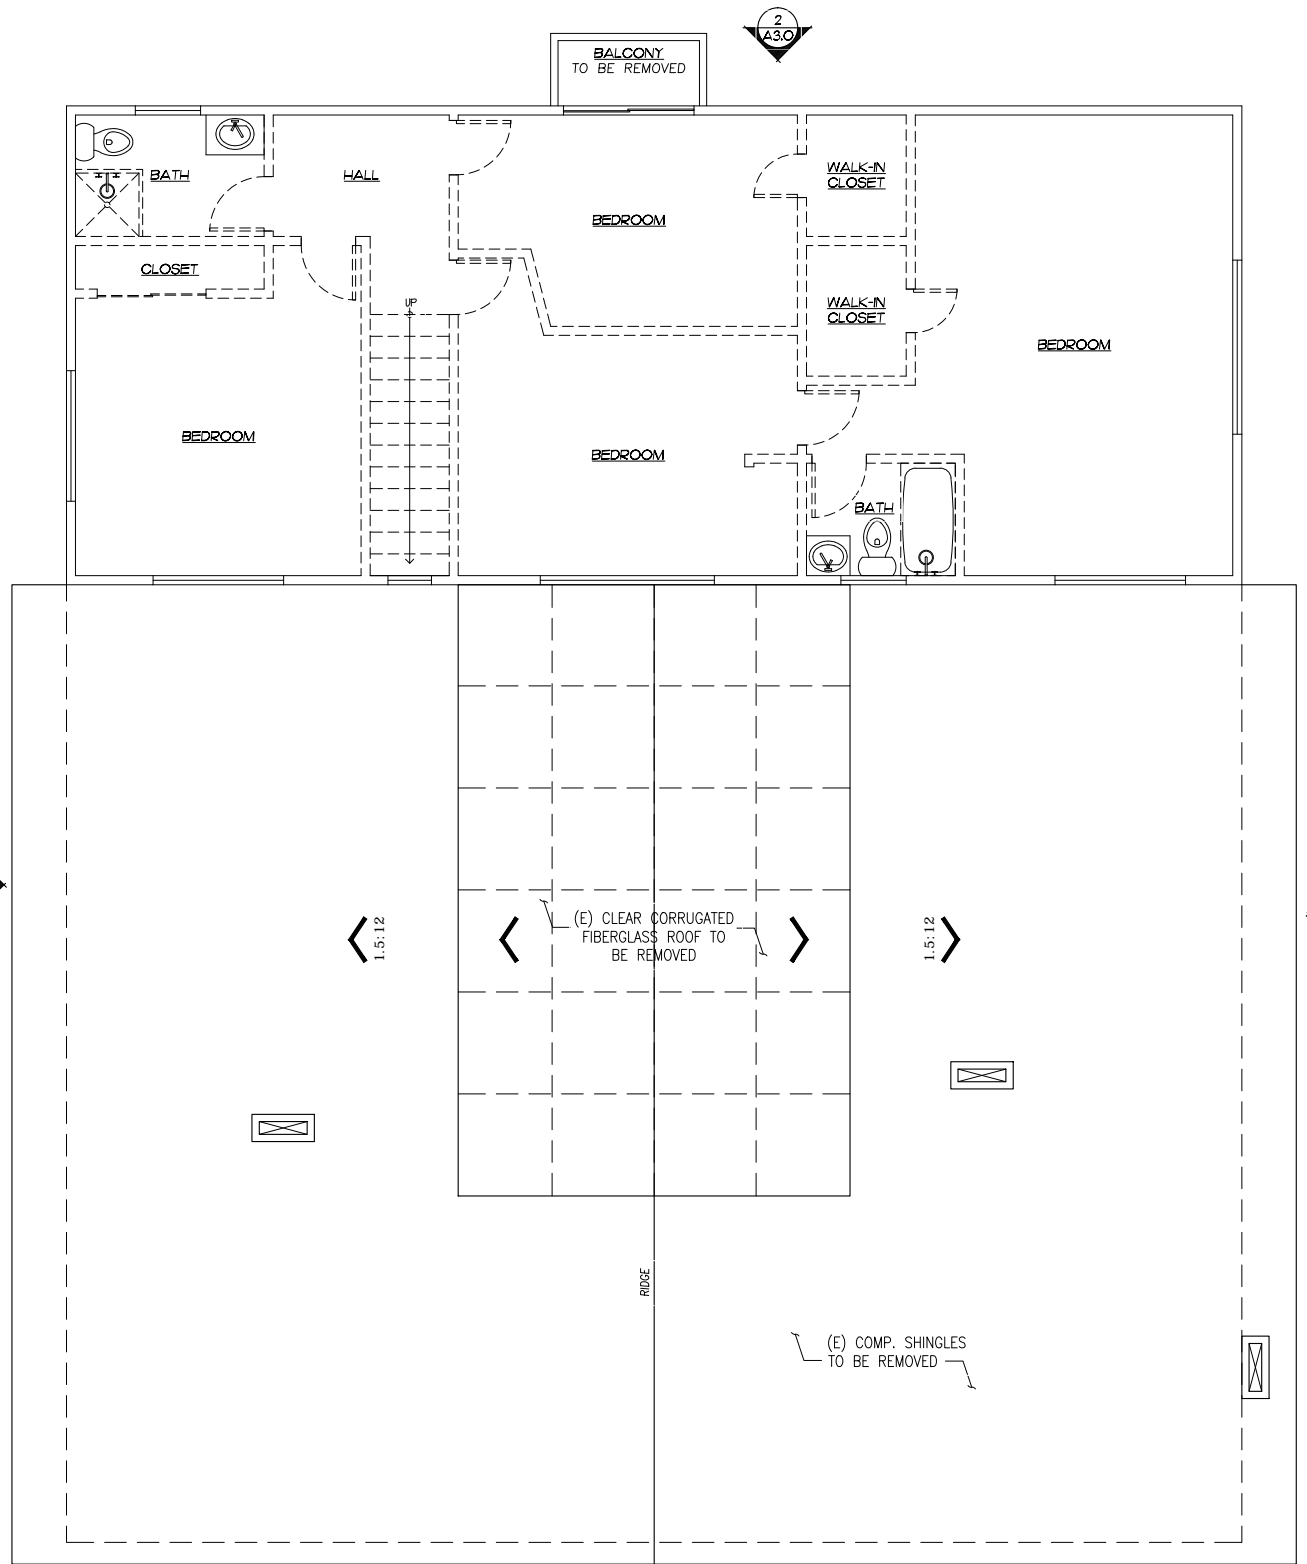 2
A3.0
BALCONY
TO BE REMOVED
BATH
HALL
WALK-IN
CLOSET
BEDROOM
CLOSET
UP
WALK-IN
CLOSET
BEDROOM
BEDROOM
BEDROOM
BATH
1.5:12
(E) CLEAR CORRUGATED
FIBERGLASS ROOF TO
BE REMOVED
1.5:12
RIDGE
(E) COMP. SHINGLES
TO BE REMOVED